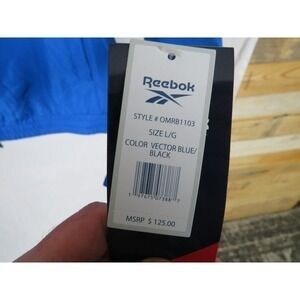 Reebok
STYLE # OMRB1103
SIZE L/G
COLOR VECTOR BLUE/
BLACK
MSRP $ 125.00